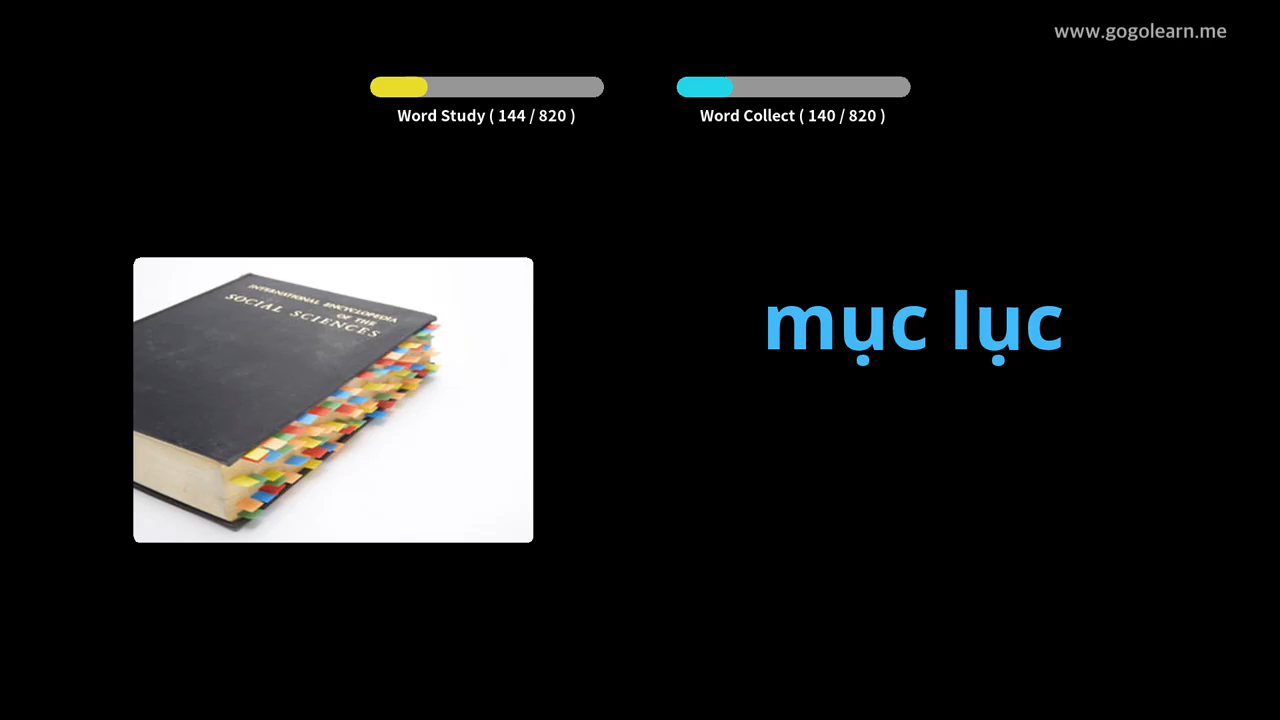 www.gogolearn.me
Word Study ( 144 / 820 )
Word Collect ( 140 / 820 )
INTERNATIONAL ENCYCLOPEDIA
OF THE
SOCIAL SCIENCES
mục lục